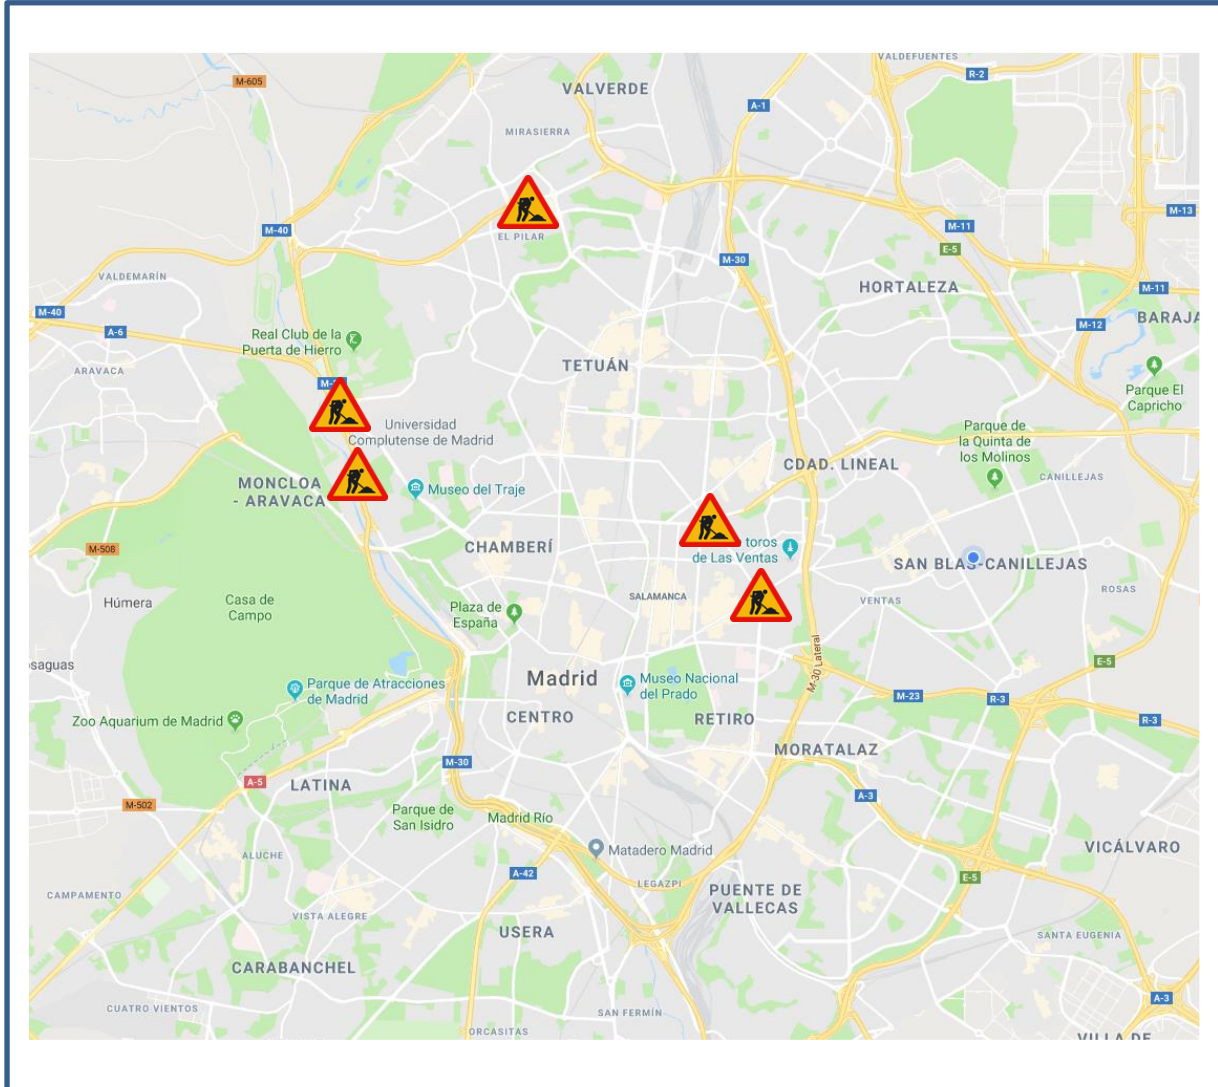 VALDEFUENTES
M-605
R-2
VALVERDE
A-1
MIRASIERRA
M-13
M-40
EL PILAR
M-11
E-5
M-30
VALDEMARÍN
HORTALEZA
M-11
M-40
BARAJA
A-6
M-12
Real Club de la
Puerta de Hierro
TETUÁN
ARAVACA
Parque El
Capricho
Universidad
Complutense de Madrid
Parque de
la Quinta de
los Molinos
CDAD. LINEAL
CANILLEJAS
MONCLOA
- ARAVACA
Museo del Traje
toros
de Las Ventas
CHAMBERÍ
M-508
SAN BLAS-CANILLEJAS
ROSAS
Húmera
Casa de
Campo
SALAMANCA
VENTAS
Plaza de
España
osaguas
M-30 Lateral
E-5
Madrid
Museo Nacional
del Prado
Parque de Atracciones
de Madrid
M-23
R-3
Zoo Aquarium de Madrid
CENTRO
RETIRO
R-3
MORATALAZ
M-30
A-5
LATINA
A-3
M-502
Parque de
San Isidro
Madrid Río
Matadero Madrid
VICÁLVARO
ALUCHE
A-42
LEGAZPI
E-5
CAMPAMENTO
PUENTE DE
VALLECAS
VISTA ALEGRE
USERA
SANTA EUGENIA
CARABANCHEL
A-3
CUATRO VIENTOS
SAN FERMÍN
ORCASITAS
VILLA DE